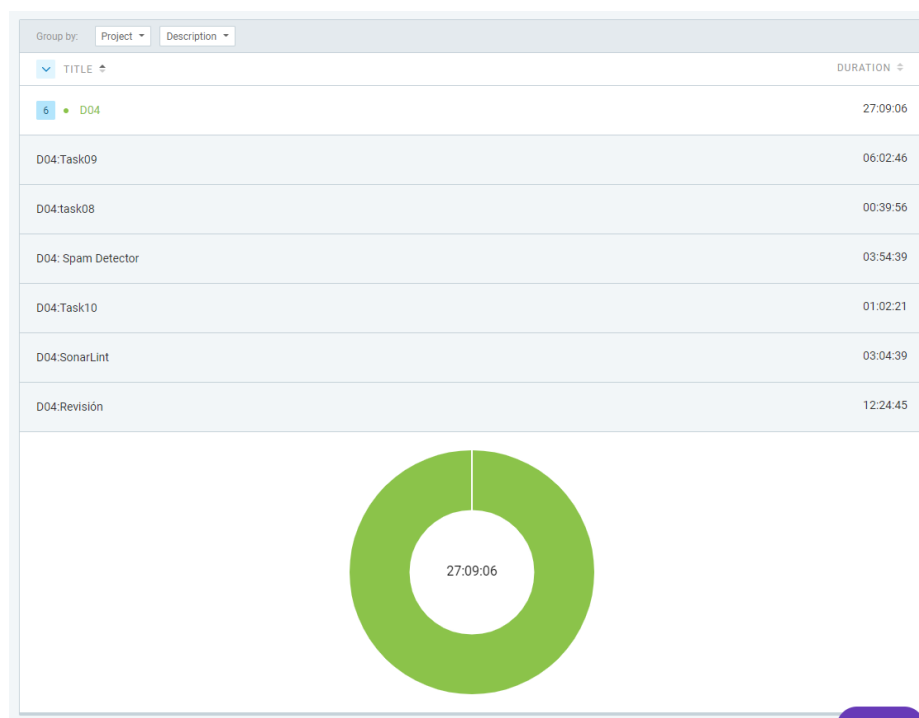 Group by: Project Description
TITLE DURATION
6 D04 27:09:06
D04:Task09 06:02:46
D04:task08 00:39:56
D04: Spam Detector 03:54:39
D04:Task10 01:02:21
D04:SonarLint 03:04:39
D04:Revisión 12:24:45
27:09:06